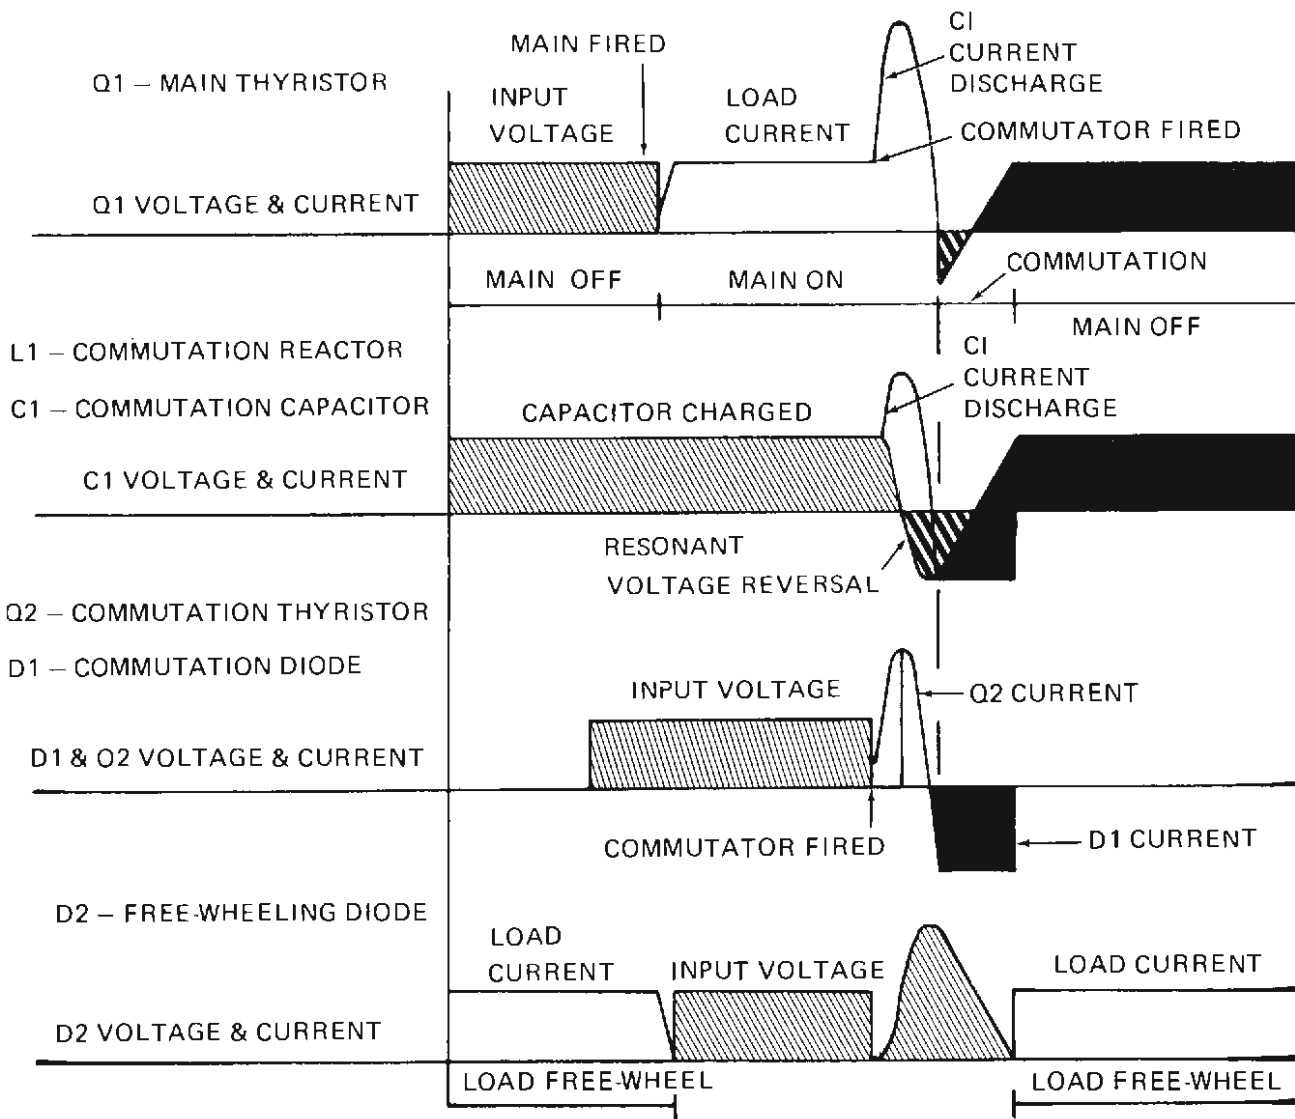 Q1 – MAIN THYRISTOR
MAIN FIRED
INPUT
VOLTAGE
LOAD
CURRENT
CI
CURRENT
DISCHARGE
COMMUTATOR FIRED
Q1 VOLTAGE & CURRENT
MAIN OFF
MAIN ON
COMMUTATION
MAIN OFF
L1 – COMMUTATION REACTOR
C1 – COMMUTATION CAPACITOR
CAPACITOR CHARGED
CI
CURRENT
DISCHARGE
C1 VOLTAGE & CURRENT
RESONANT
VOLTAGE REVERSAL
Q2 – COMMUTATION THYRISTOR
D1 – COMMUTATION DIODE
INPUT VOLTAGE
Q2 CURRENT
D1 & O2 VOLTAGE & CURRENT
COMMUTATOR FIRED
D1 CURRENT
D2 – FREE-WHEELING DIODE
LOAD
CURRENT
INPUT VOLTAGE
LOAD CURRENT
D2 VOLTAGE & CURRENT
LOAD FREE-WHEEL
LOAD FREE-WHEEL